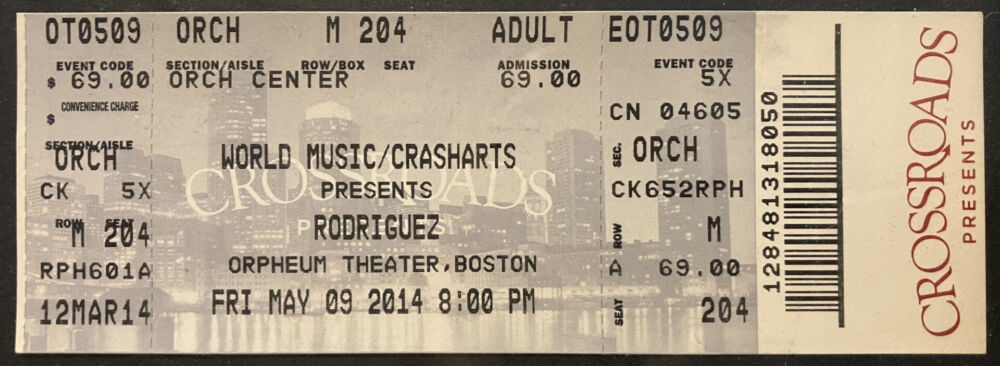 OT0509 ORCH M 204 ADULT EOT0509
EVENT CODE SECTION/AISLE ROW/BOX SEAT ADMISSION EVENT CODE
$ 69.00 ORCH CENTER 69.00 5X
CONVENIENCE CHARGE
$
CN 04605
SECTION/AISLE
ORCH WORLD MUSIC/CRASHARTS SEC. ORCH
CROSSROADS
CK 5X PRESENTS CK652RPH
PRESENTS
ROW SEAT
M 204 RODRIGUEZ ROW M
RPH601A ORPHEUM THEATER,BOSTON A 69.00
12MAR14 FRI MAY 09 2014 8:00 PM SEAT 204
128481318050
CROSSROADS
PRESENTS